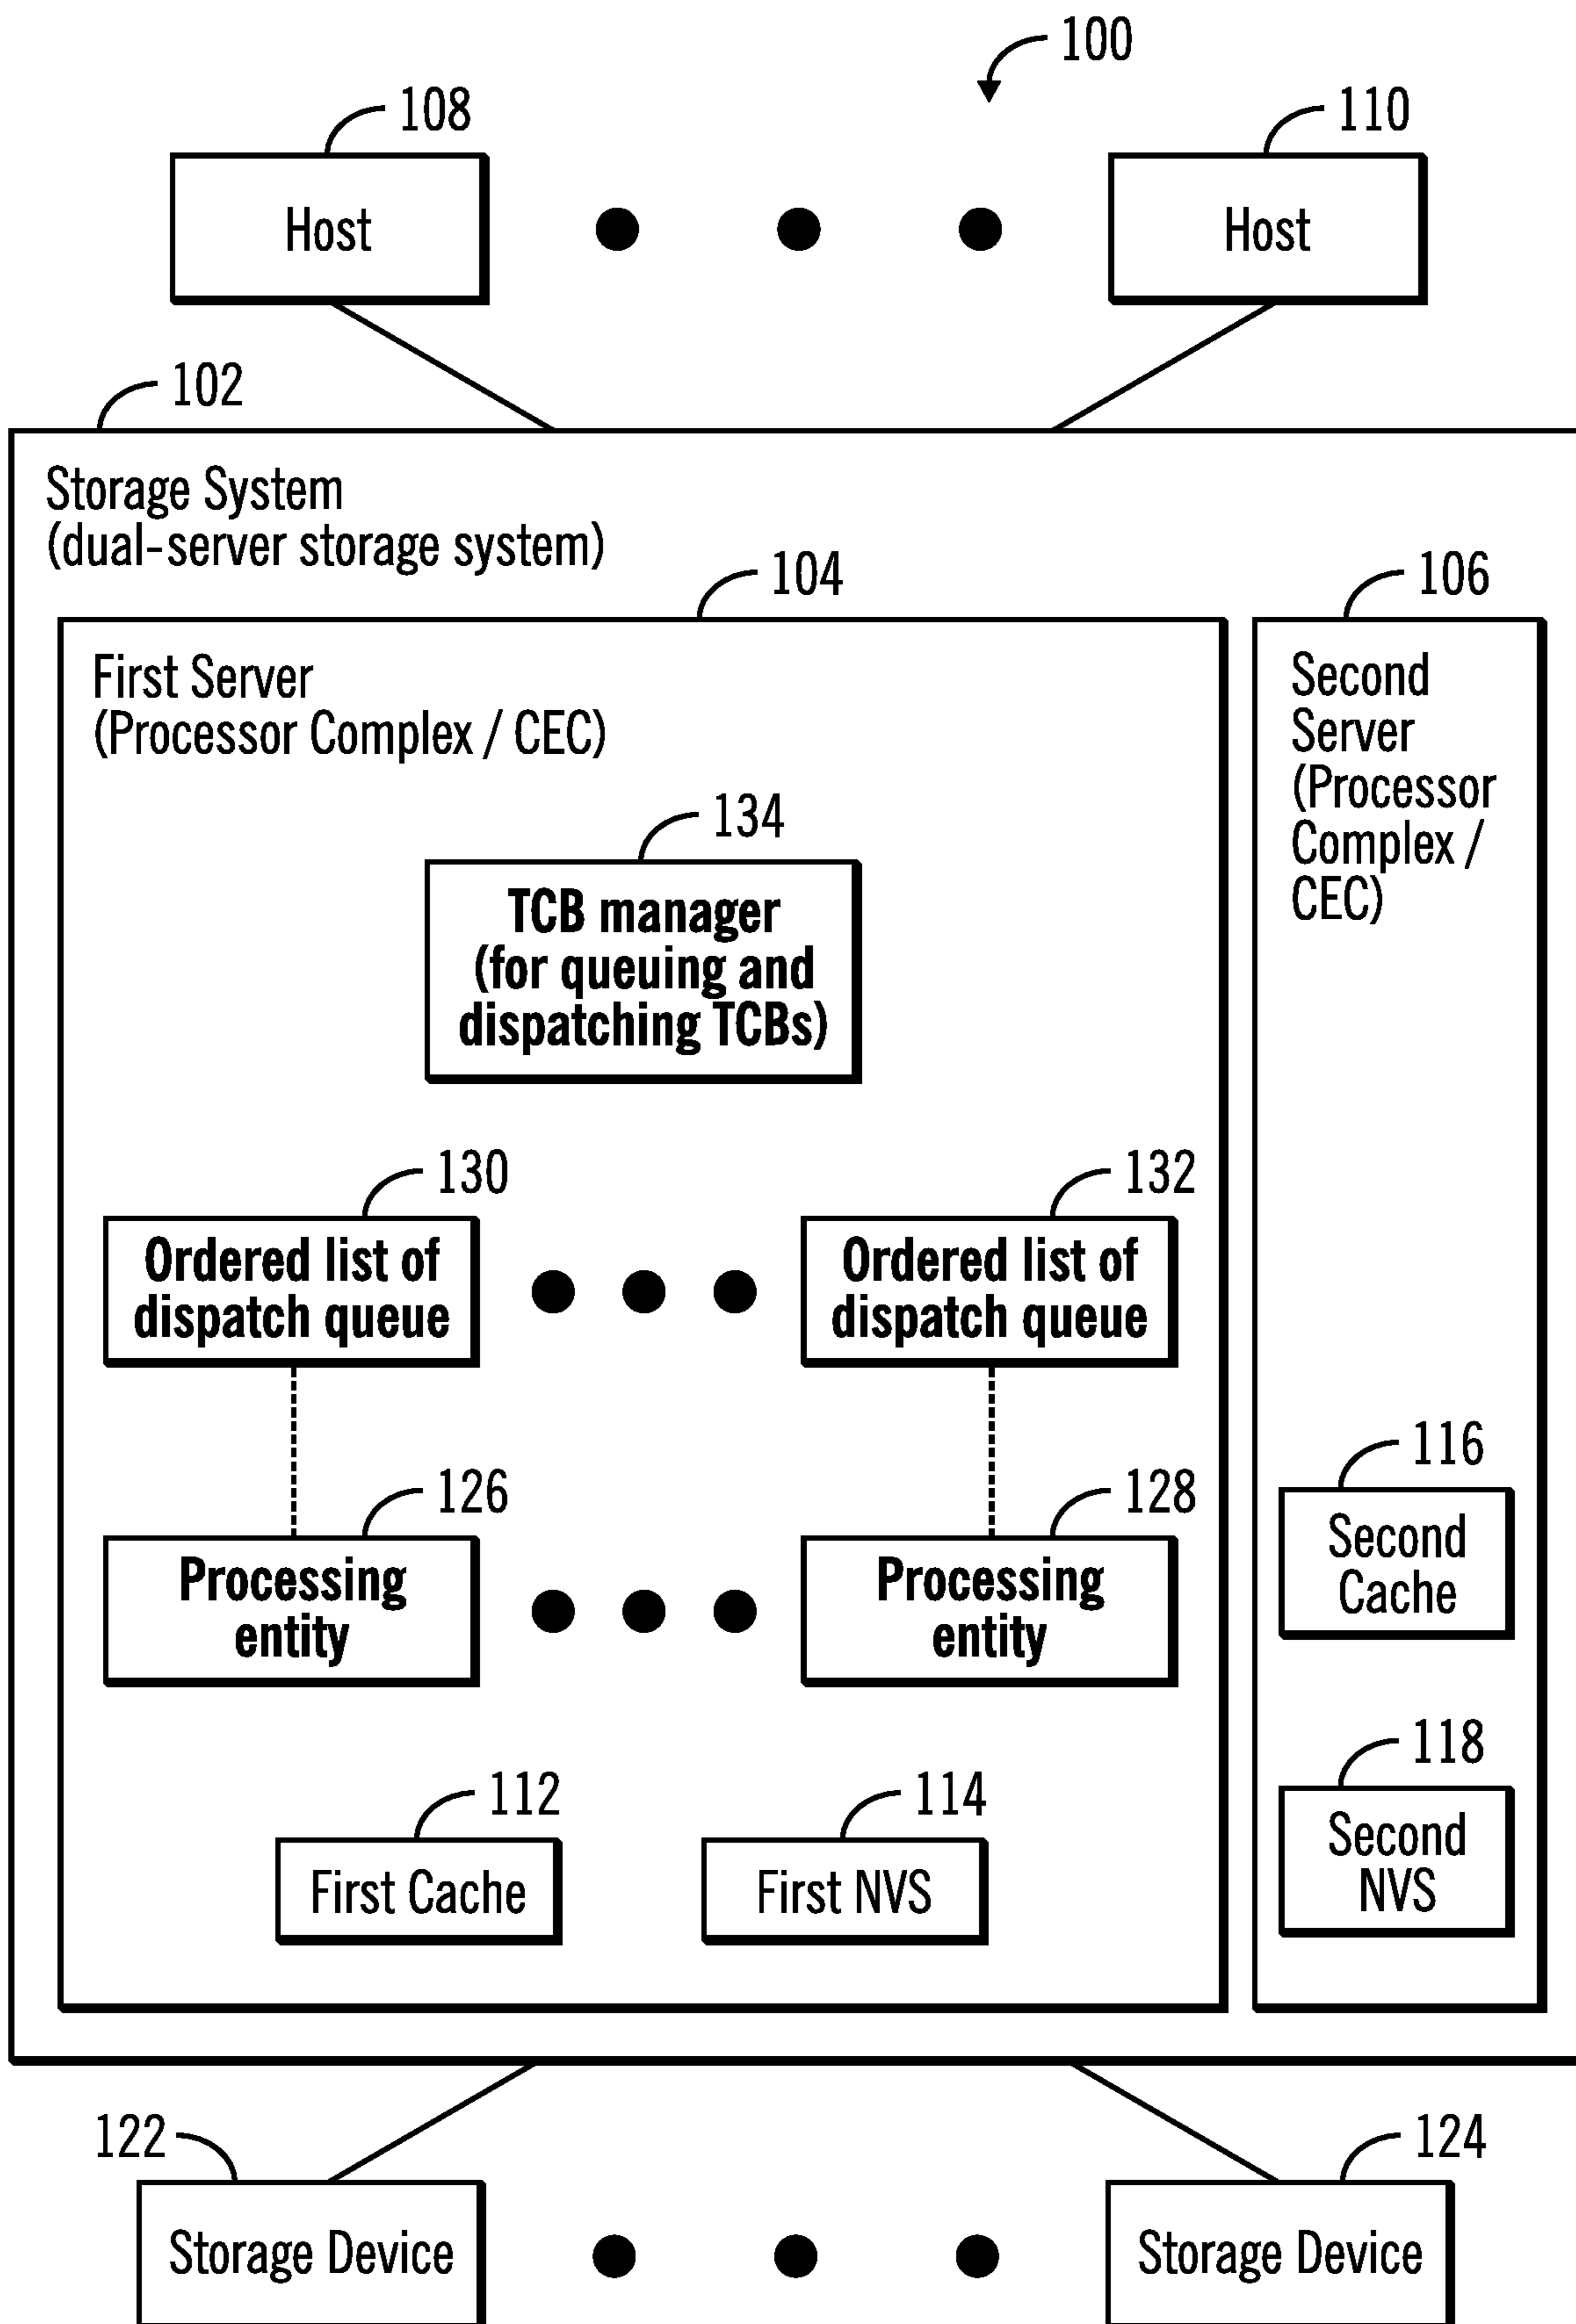 100
108
110
Host
Host
102
Storage System
(dual-server storage system)
104
106
First Server
(Processor Complex / CEC)
Second
Server
(Processor
Complex /
CEC)
134
TCB manager
(for queuing and
dispatching TCBs)
130
132
Ordered list of
dispatch queue
Ordered list of
dispatch queue
116
126
128
Second
Cache
Processing
entity
Processing
entity
118
112
114
Second
NVS
First Cache
First NVS
122
124
Storage Device
Storage Device